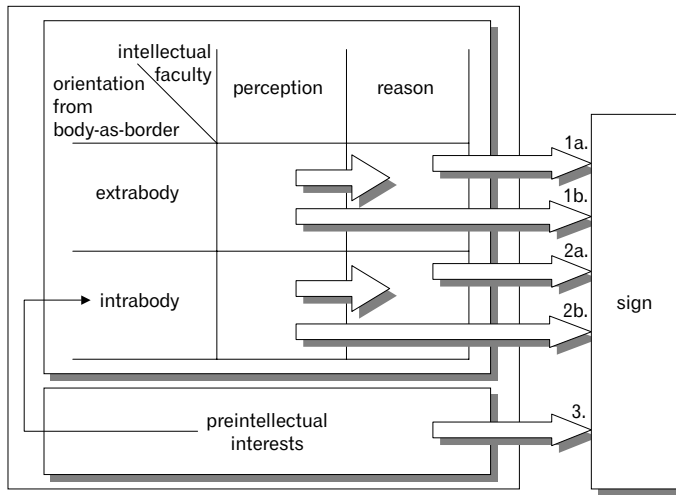 intellectual
faculty
orientation
from
body-as-border
perception
reason
extrabody
intrabody
preintellectual
interests
1a.
1b.
2a.
2b.
3.
sign